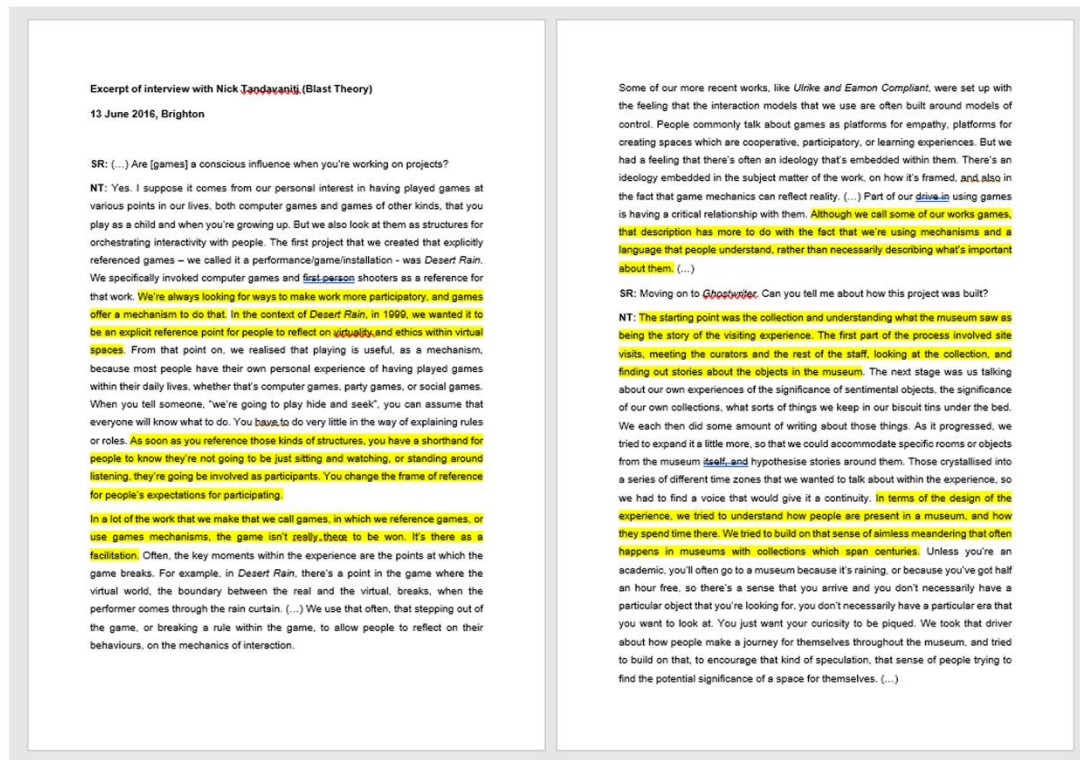 Excerpt of interview with Nick Tandavaniti (Blast Theory)
13 June 2016, Brighton
SR: (…) Are [games] a conscious influence when you're working on projects?
NT: Yes. I suppose it comes from our personal interest in having played games at
various points in our lives, both computer games and games of other kinds, that you
play as a child and when you're growing up. But we also look at them as structures for
orchestrating interactivity with people. The first project that we created that explicitly
referenced games – we called it a performance/game/installation - was Desert Rain.
We specifically invoked computer games and first person shooters as a reference for
that work. We're always looking for ways to make work more participatory, and games
offer a mechanism to do that. In the context of Desert Rain, in 1999, we wanted it to
be an explicit reference point for people to reflect on virtuality and ethics within virtual
spaces. From that point on, we realised that playing is useful, as a mechanism,
because most people have their own personal experience of having played games
within their daily lives, whether that's computer games, party games, or social games.
When you tell someone, "we're going to play hide and seek", you can assume that
everyone will know what to do. You have to do very little in the way of explaining rules
or roles. As soon as you reference those kinds of structures, you have a shorthand for
people to know they're not going to be just sitting and watching, or standing around
listening, they're going be involved as participants. You change the frame of reference
for people's expectations for participating.
In a lot of the work that we make that we call games, in which we reference games, or
use games mechanisms, the game isn't really there to be won. It's there as a
facilitation. Often, the key moments within the experience are the points at which the
game breaks. For example, in Desert Rain, there's a point in the game where the
virtual world, the boundary between the real and the virtual, breaks, when the
performer comes through the rain curtain. (…) We use that often, that stepping out of
the game, or breaking a rule within the game, to allow people to reflect on their
behaviours, on the mechanics of interaction.
Some of our more recent works, like Ulrike and Eamon Compliant, were set up with
the feeling that the interaction models that we use are often built around models of
control. People commonly talk about games as platforms for empathy, platforms for
creating spaces which are cooperative, participatory, or learning experiences. But we
had a feeling that there's often an ideology that's embedded within them. There's an
ideology embedded in the subject matter of the work, on how it's framed, and also in
the fact that game mechanics can reflect reality. (…) Part of our drive in using games
is having a critical relationship with them. Although we call some of our works games,
that description has more to do with the fact that we're using mechanisms and a
language that people understand, rather than necessarily describing what's important
about them. (…)
SR: Moving on to Ghostwriter. Can you tell me about how this project was built?
NT: The starting point was the collection and understanding what the museum saw as
being the story of the visiting experience. The first part of the process involved site
visits, meeting the curators and the rest of the staff, looking at the collection, and
finding out stories about the objects in the museum. The next stage was us talking
about our own experiences of the significance of sentimental objects, the significance
of our own collections, what sorts of things we keep in our biscuit tins under the bed.
We each then did some amount of writing about those things. As it progressed, we
tried to expand it a little more, so that we could accommodate specific rooms or objects
from the museum itself, and hypothesise stories around them. Those crystallised into
a series of different time zones that we wanted to talk about within the experience, so
we had to find a voice that would give it a continuity. In terms of the design of the
experience, we tried to understand how people are present in a museum, and how
they spend time there. We tried to build on that sense of aimless meandering that often
happens in museums with collections which span centuries. Unless you're an
academic, you'll often go to a museum because it's raining, or because you've got half
an hour free, so there's a sense that you arrive and you don't necessarily have a
particular object that you're looking for, you don't necessarily have a particular era that
you want to look at. You just want your curiosity to be piqued. We took that driver
about how people make a journey for themselves throughout the museum, and tried
to build on that, to encourage that kind of speculation, that sense of people trying to
find the potential significance of a space for themselves. (…)